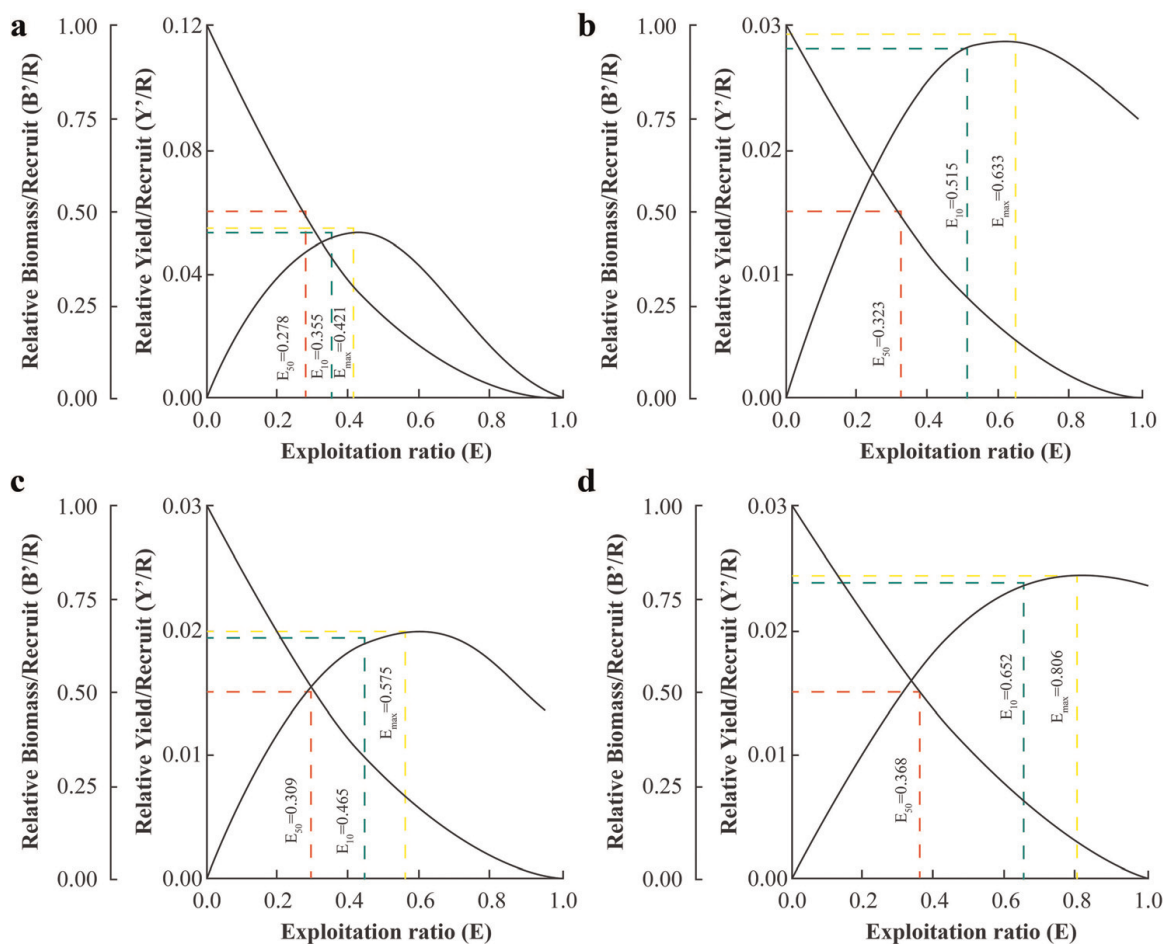 a
Relative Biomass/Recruit (B'/R)
1.00
0.75
0.50
0.25
0.00
Relative Yield/Recruit (Y'/R)
0.12
0.08
0.04
0.00
E50=0.278
E10=0.355
Emax=0.421
0.0 0.2 0.4 0.6 0.8 1.0
Exploitation ratio (E)
b
Relative Biomass/Recruit (B'/R)
1.00
0.75
0.50
0.25
0.00
Relative Yield/Recruit (Y'/R)
0.03
0.02
0.01
0.00
E50=0.323
E10=0.515
Emax=0.633
0.0 0.2 0.4 0.6 0.8 1.0
Exploitation ratio (E)
c
Relative Biomass/Recruit (B'/R)
1.00
0.75
0.50
0.25
0.00
Relative Yield/Recruit (Y'/R)
0.03
0.02
0.01
0.00
E50=0.309
E10=0.465
Emax=0.575
0.0 0.2 0.4 0.6 0.8 1.0
Exploitation ratio (E)
d
Relative Biomass/Recruit (B'/R)
1.00
0.75
0.50
0.25
0.00
Relative Yield/Recruit (Y'/R)
0.03
0.02
0.01
0.00
E50=0.368
E10=0.652
Emax=0.806
0.0 0.2 0.4 0.6 0.8 1.0
Exploitation ratio (E)